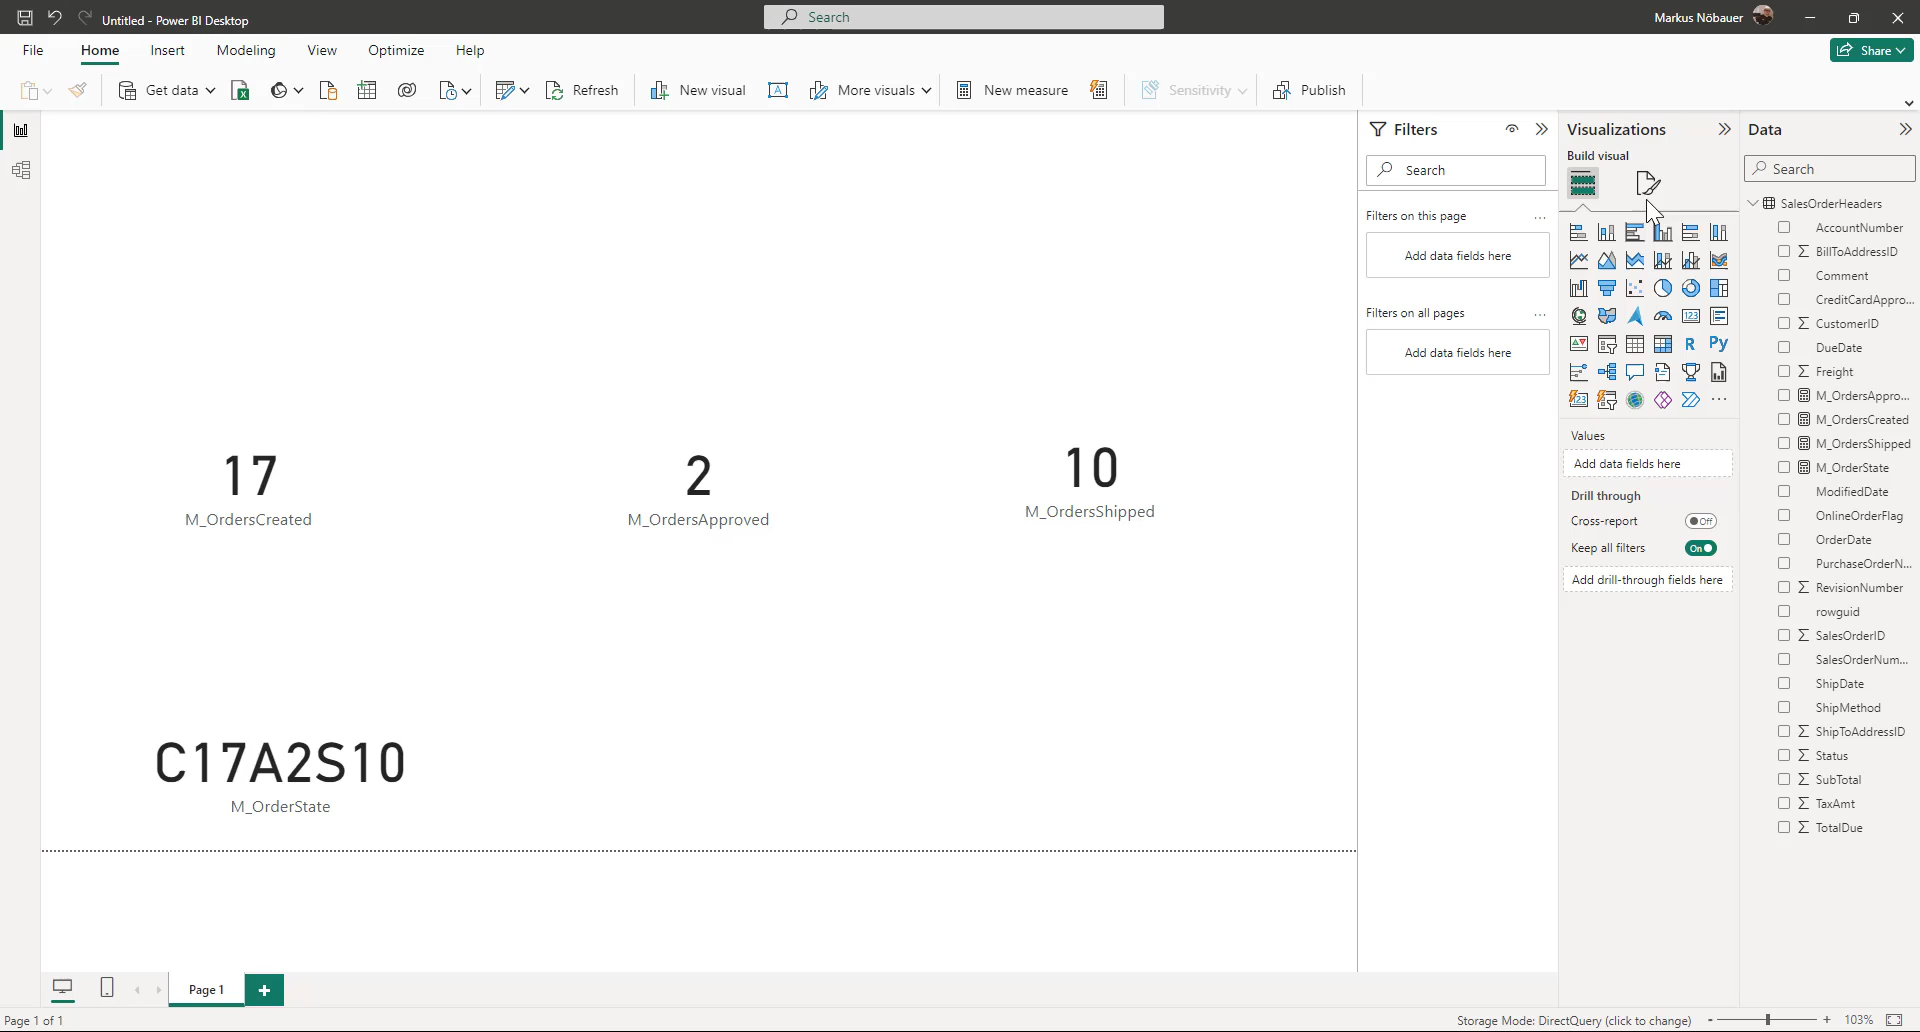 Untitled - Power BI Desktop
Search
Markus Nöbauer
File
Home
Insert
Modeling
View
Optimize
Help
Share
Get data
Refresh
New visual
More visuals
New measure
Sensitivity
Publish
17
M_OrdersCreated
2
M_OrdersApproved
10
M_OrdersShipped
C17A2S10
M_OrderState
Filters
Search
Filters on this page
...
Add data fields here
Filters on all pages
...
Add data fields here
Visualizations
Build visual
123
R
Py
123
...
Values
Add data fields here
Drill through
Cross-report
Off
Keep all filters
On
Add drill-through fields here
Data
Search
SalesOrderHeaders
AccountNumber
∑ BillToAddressID
Comment
CreditCardAppro...
∑ CustomerID
DueDate
∑ Freight
M_OrdersAppro...
M_OrdersCreated
M_OrdersShipped
M_OrderState
ModifiedDate
OnlineOrderFlag
OrderDate
PurchaseOrderN...
∑ RevisionNumber
rowguid
∑ SalesOrderID
SalesOrderNum...
ShipDate
ShipMethod
∑ ShipToAddressID
∑ Status
∑ SubTotal
∑ TaxAmt
∑ TotalDue
Page 1
+
Page 1 of 1
Storage Mode: DirectQuery (click to change)
- + 103%